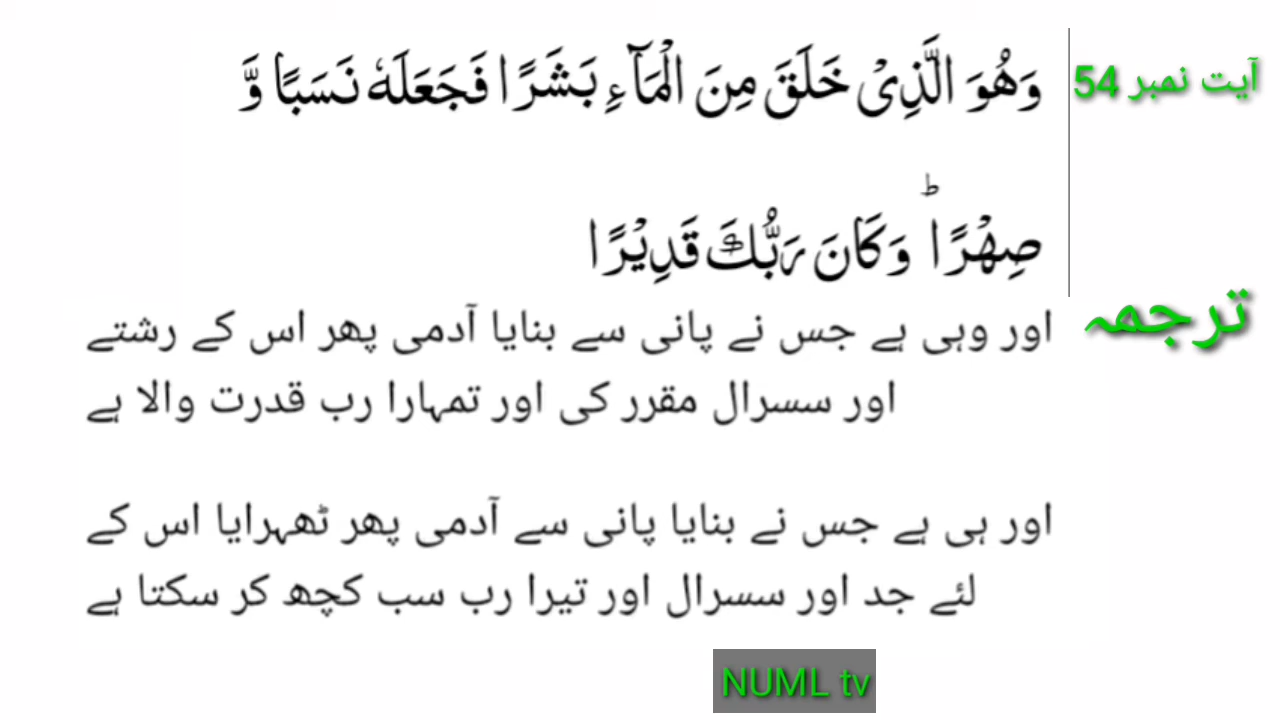 آیت نمبر 54
وَهُوَ الَّذِیْ خَلَقَ مِنَ الْمَآءِ بَشَرًا فَجَعَلَهٗ نَسَبًا وَّ
صِهْرًا ؕ وَكَانَ رَبُّكَ قَدِیْرًا
ترجمہ
اور وہی ہے جس نے پانی سے بنایا آدمی پھر اس کے رشتے
اور سسرال مقرر کی اور تمہارا رب قدرت والا ہے
اور ہی ہے جس نے بنایا پانی سے آدمی پھر ٹھہرایا اس کے
لئے جد اور سسرال اور تیرا رب سب کچھ کر سکتا ہے
NUML tv